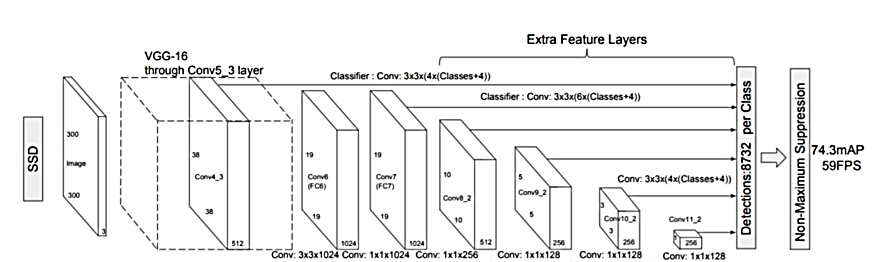 Extra Feature Layers
VGG-16
through Conv5_3 layer
Classifier : Conv: 3x3x(4x(Classes+4))
Classifier : Conv: 3x3x(6x(Classes+4))
SSD
300
Image
300
3
38
Conv4_3
38
512
19
Conv6
(FC6)
19
1024
19
Conv7
(FC7)
19
1024
10
Conv8_2
10
512
5
Conv9_2
5
256
Conv: 3x3x(4x(Classes+4))
3
Conv10_2
3
256
Conv11_2
256
Conv: 3x3x1024
Conv: 1x1x1024
Conv: 1x1x256
Conv: 1x1x128
Conv: 1x1x128
Conv: 1x1x128
Detections:8732 per Class
Non-Maximum Suppression
74.3mAP
59FPS